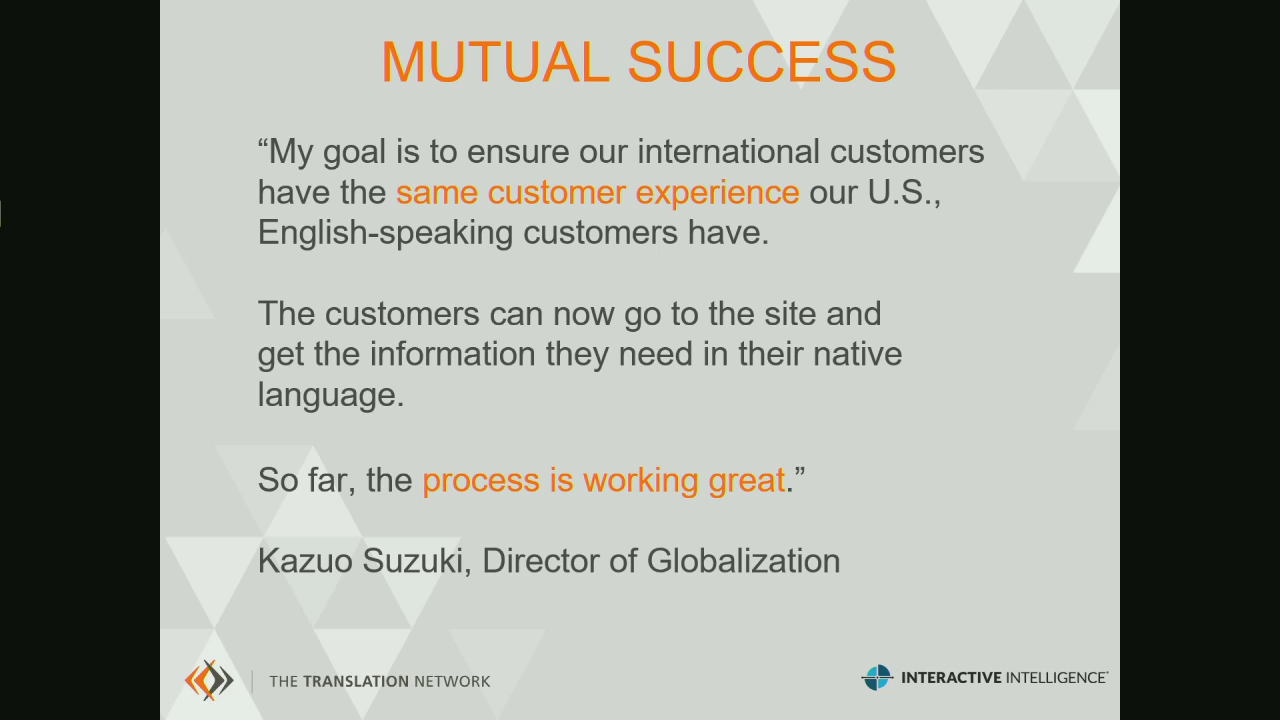 MUTUAL SUCCESS
“My goal is to ensure our international customers
have the same customer experience our U.S.,
English-speaking customers have.
The customers can now go to the site and
get the information they need in their native
language.
So far, the process is working great.”
Kazuo Suzuki, Director of Globalization
THE TRANSLATION NETWORK
INTERACTIVE INTELLIGENCE